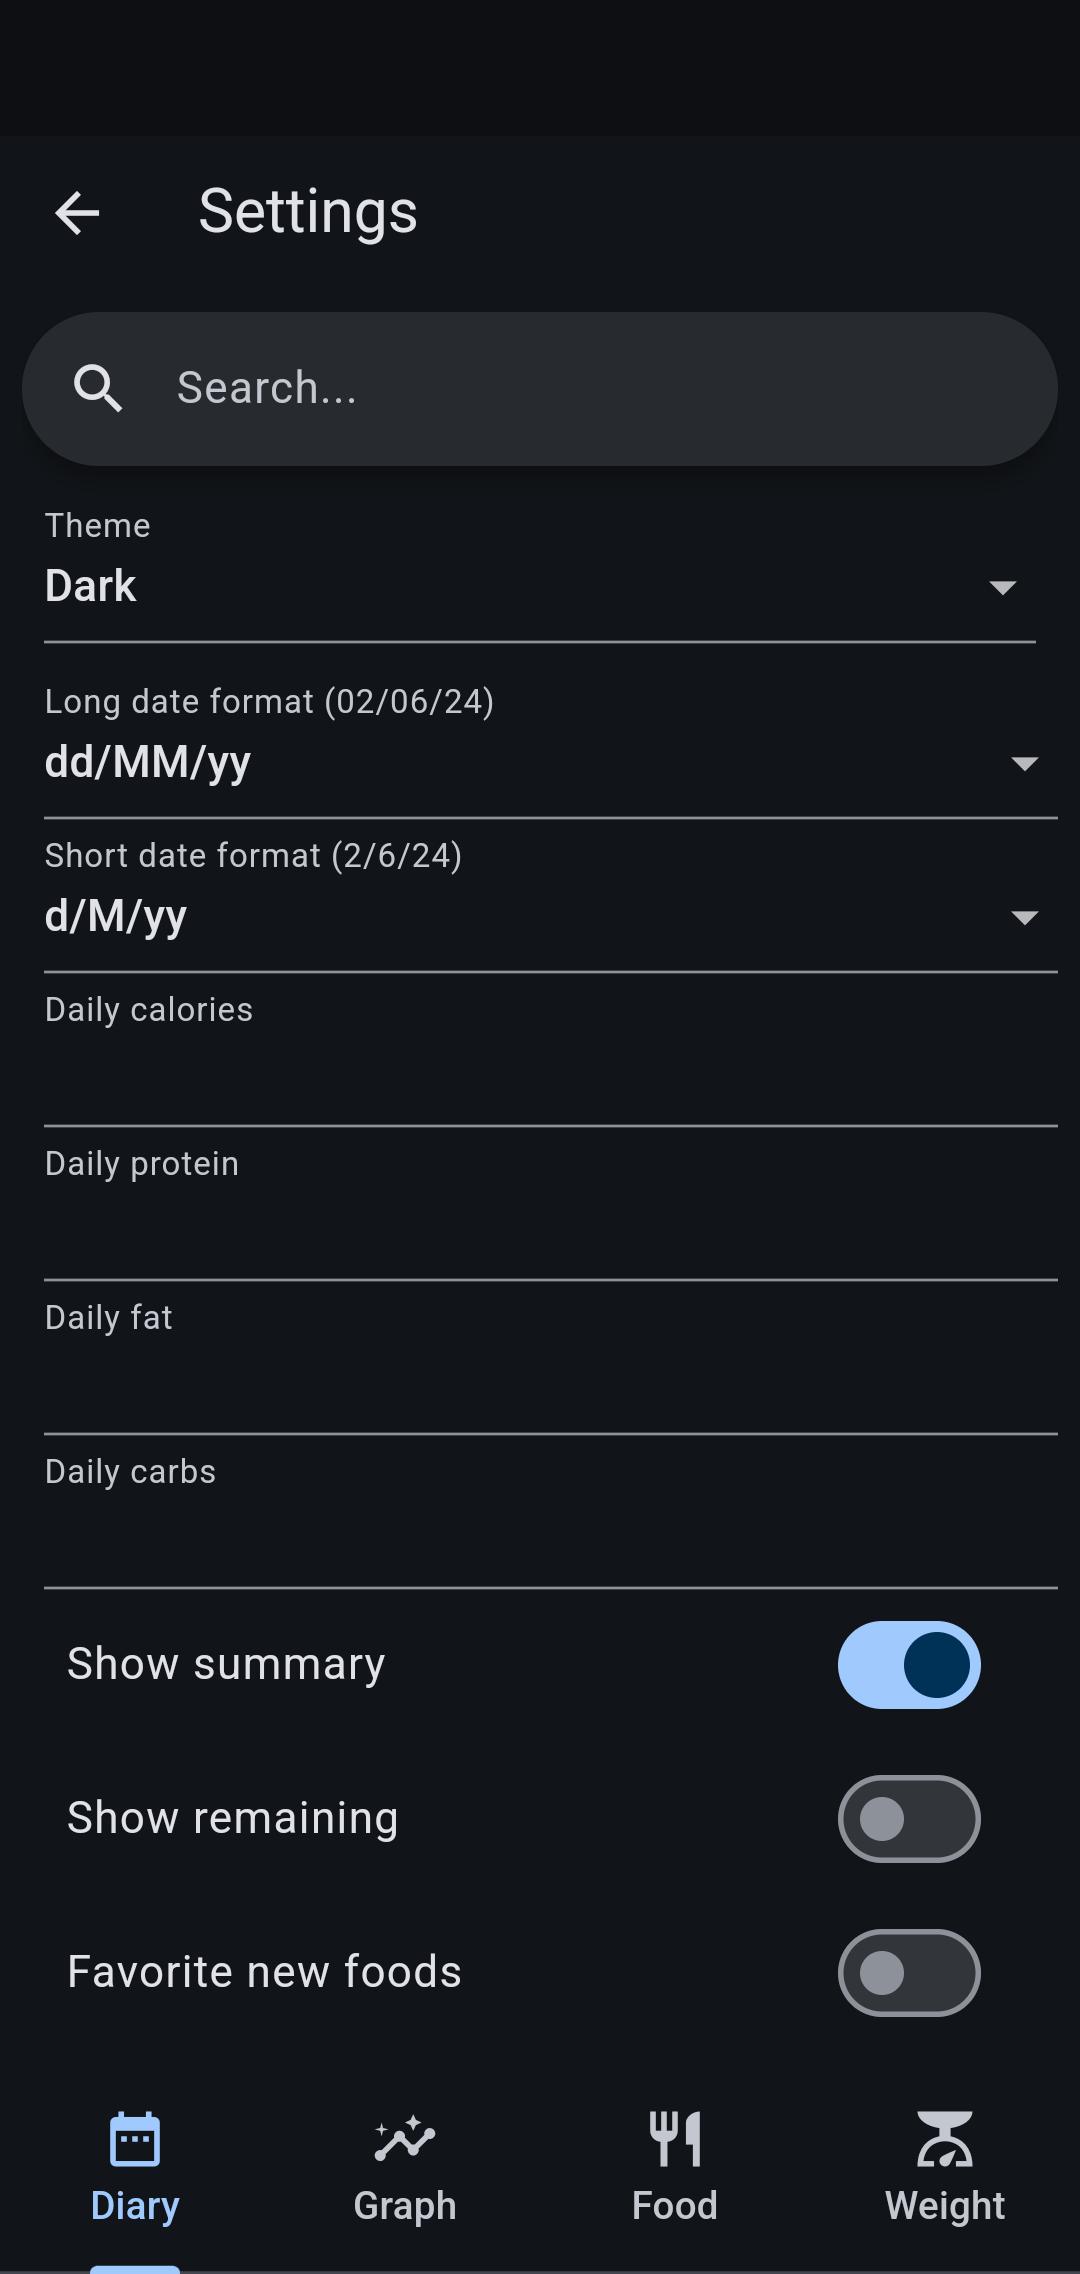 Settings
Search...
Theme
Dark
Long date format (02/06/24)
dd/MM/yy
Short date format (2/6/24)
d/M/yy
Daily calories
Daily protein
Daily fat
Daily carbs
Show summary
Show remaining
Favorite new foods
Diary
Graph
Food
Weight